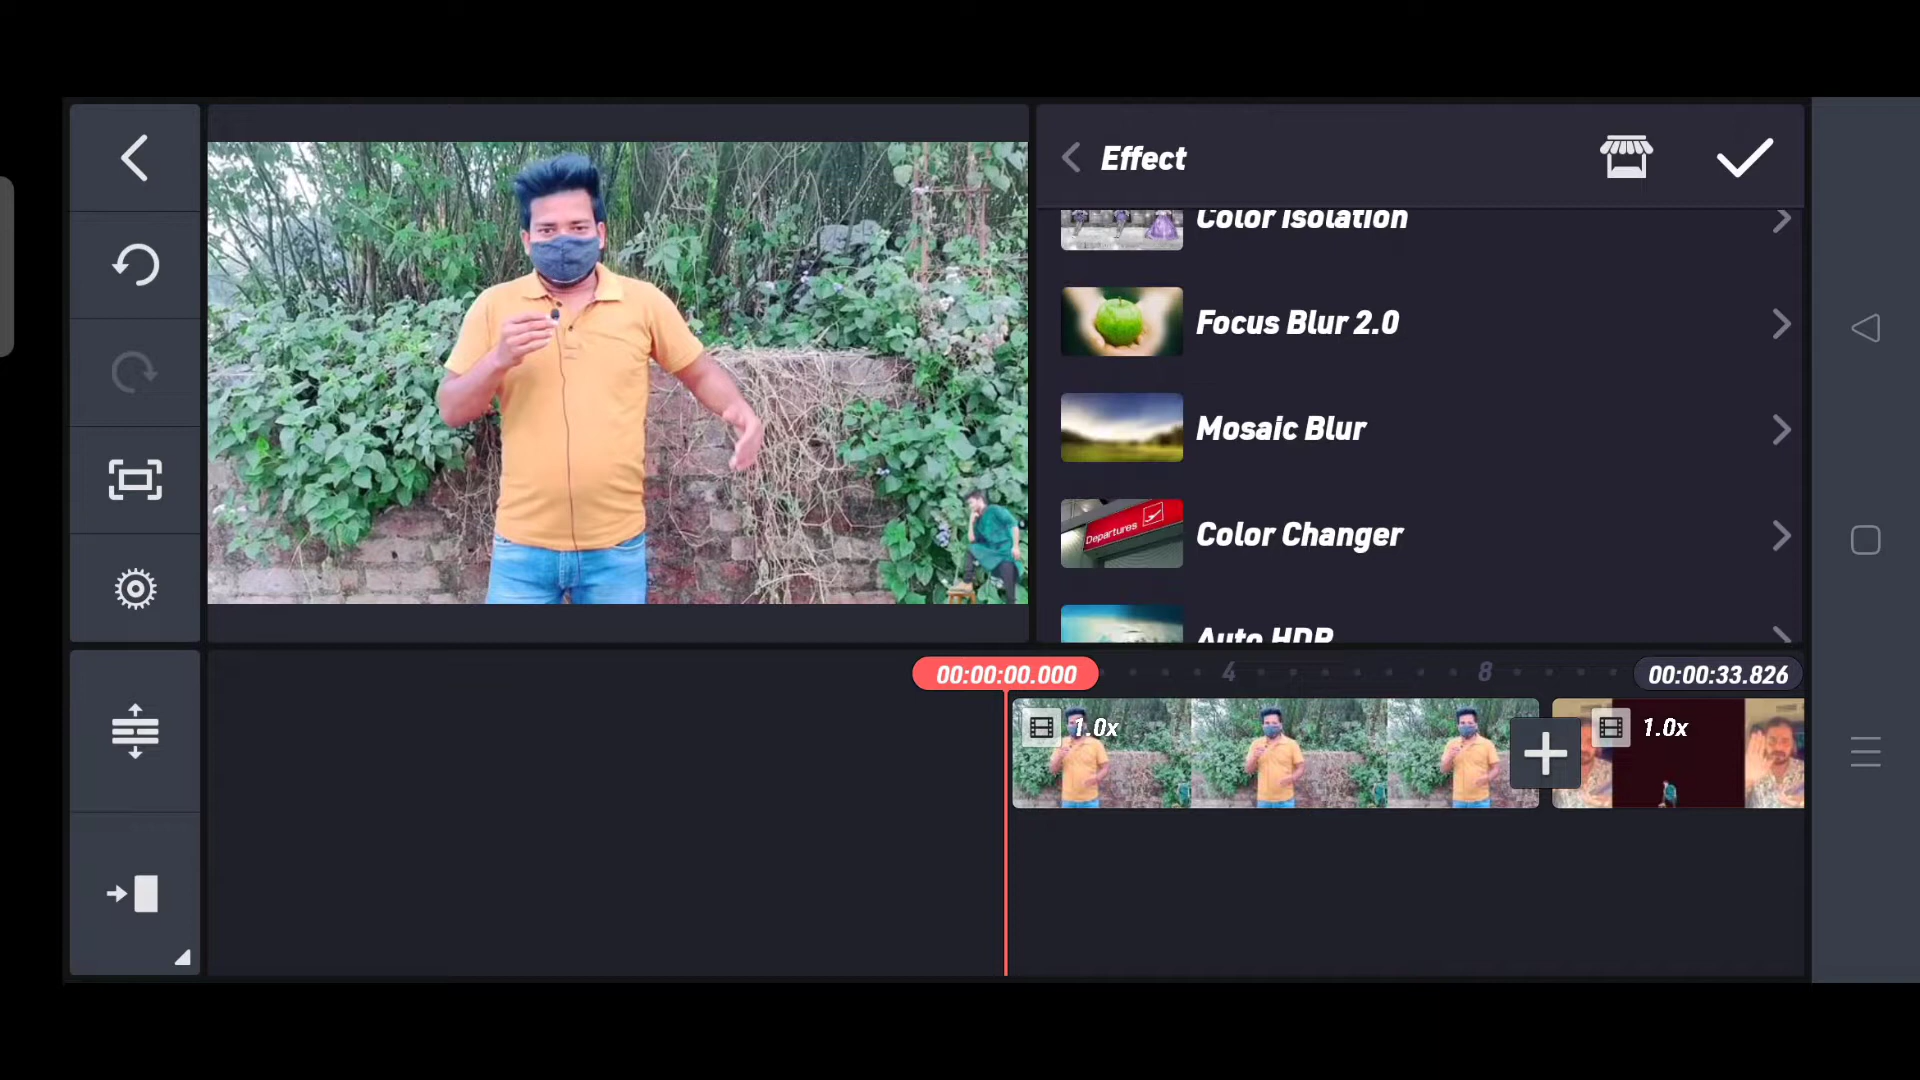 Effect
Color Isolation
Focus Blur 2.0
Mosaic Blur
Departures
Color Changer
Auto HDR
00:00:00.000
4
8
00:00:33.826
1.0x
1.0x